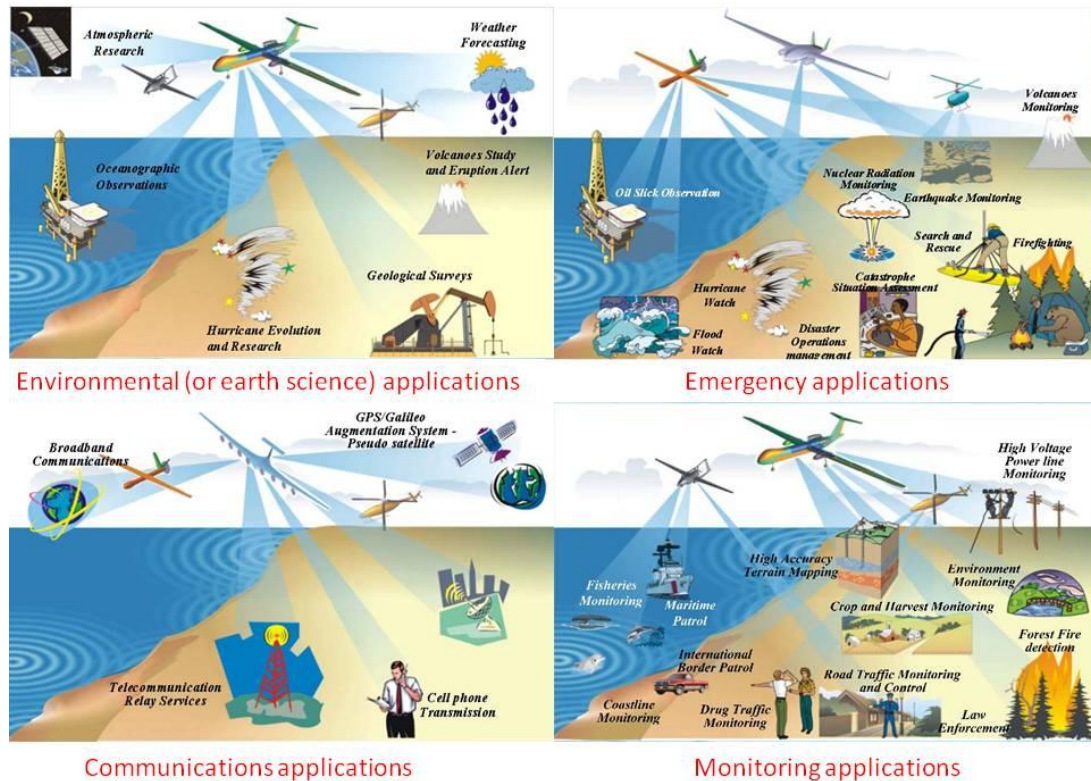 Atmospheric
Research
Weather
Forecasting
Oceanographic
Observations
Volcanoes Study
and Eruption Alert
Geological Surveys
Hurricane Evolution
and Research
Environmental (or earth science) applications
Volcanoes
Monitoring
Oil Slick Observation
Nuclear Radiation
Monitoring
Earthquake Monitoring
Search and
Rescue
Firefighting
Catastrophe
Situation Assessment
Hurricane
Watch
Flood
Watch
Disaster
Operations
management
Emergency applications
GPS/Galileo
Augmentation System -
Pseudo satellite
Broadband
Communications
Telecommunication
Relay Services
Cell phone
Transmission
Communications applications
High Voltage
Power line
Monitoring
High Accuracy
Terrain Mapping
Environment
Monitoring
Fisheries
Monitoring
Maritime
Patrol
Crop and Harvest Monitoring
Forest Fire
detection
International
Border Patrol
Road Traffic Monitoring
and Control
Coastline
Monitoring
Drug Traffic
Monitoring
Law
Enforcement
Monitoring applications